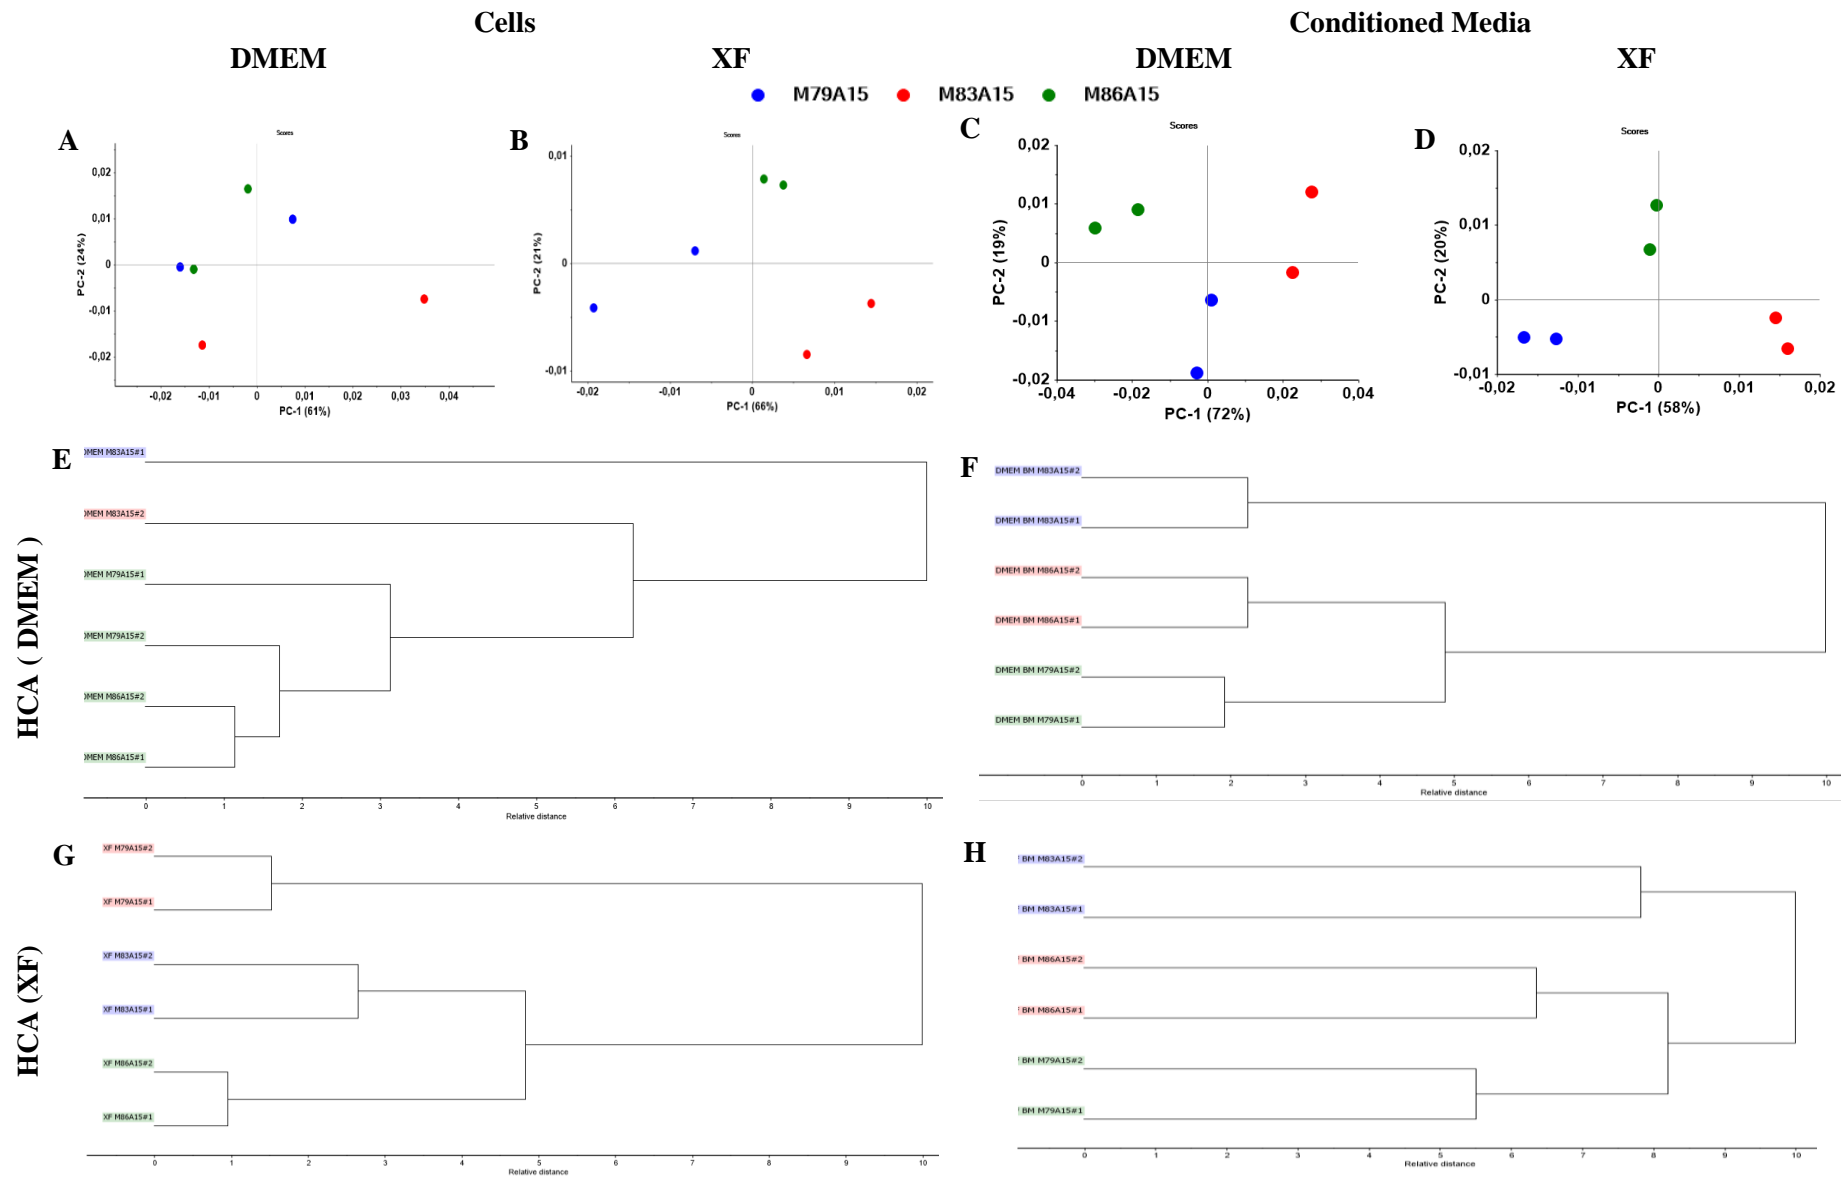 Cells
Conditioned Media
DMEM
XF
DMEM
XF
M79A15 M83A15 M86A15
A
Scores
0,02
0,01
0
-0,01
-0,02
PC-2 (24%)
-0,02 -0,01 0 0,01 0,02 0,03 0,04
PC-1 (61%)
B
Scores
0,01
0
-0,01
PC-2 (21%)
-0,02 -0,01 0 0,01 0,02
PC-1 (66%)
C
Scores
0,02
0,01
0
-0,01
-0,02
PC-2 (19%)
-0,04 -0,02 0 0,02 0,04
PC-1 (72%)
D
Scores
0,02
0,01
0
-0,01
PC-2 (20%)
-0,02 -0,01 0 0,01 0,02
PC-1 (58%)
HCA ( DMEM )
E
DMEM M83A15#1
DMEM M83A15#2
DMEM M79A15#1
DMEM M79A15#2
DMEM M86A15#2
DMEM M86A15#1
0 1 2 3 4 5 6 7 8 9 10
Relative distance
F
DMEM BM M83A15#2
DMEM BM M83A15#1
DMEM BM M86A15#2
DMEM BM M86A15#1
DMEM BM M79A15#2
DMEM BM M79A15#1
0 1 2 3 4 5 6 7 8 9 10
Relative distance
HCA (XF)
G
XF M79A15#2
XF M79A15#1
XF M83A15#2
XF M83A15#1
XF M86A15#2
XF M86A15#1
0 1 2 3 4 5 6 7 8 9 10
Relative distance
H
BM M83A15#2
BM M83A15#1
BM M86A15#2
BM M86A15#1
BM M79A15#2
BM M79A15#1
0 1 2 3 4 5 6 7 8 9 10
Relative distance